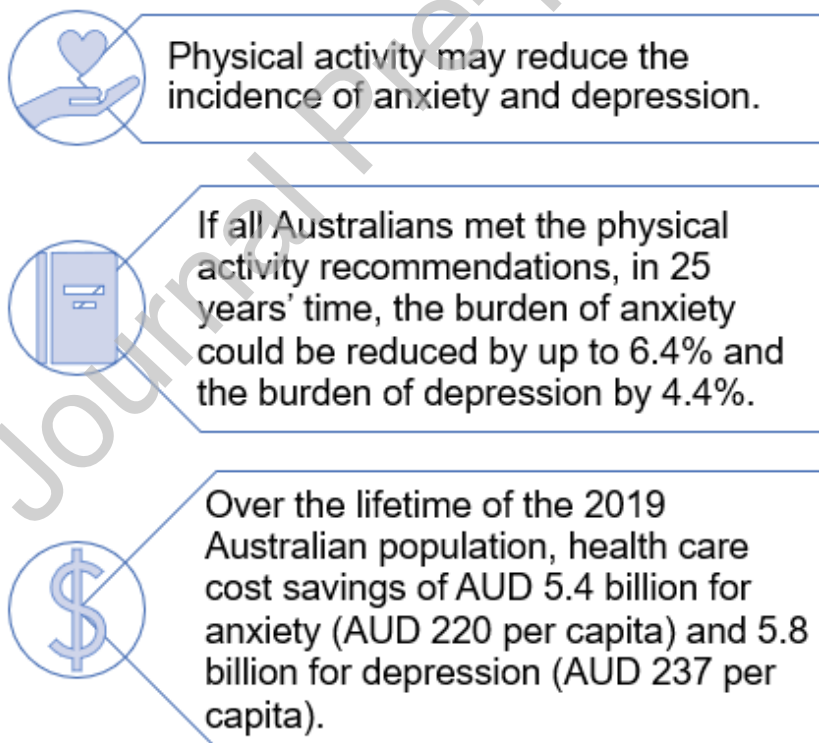 Physical activity may reduce the
incidence of anxiety and depression.
If all Australians met the physical
activity recommendations, in 25
years' time, the burden of anxiety
could be reduced by up to 6.4% and
the burden of depression by 4.4%.
Over the lifetime of the 2019
Australian population, health care
cost savings of AUD 5.4 billion for
anxiety (AUD 220 per capita) and 5.8
billion for depression (AUD 237 per
capita).
Journal Pre